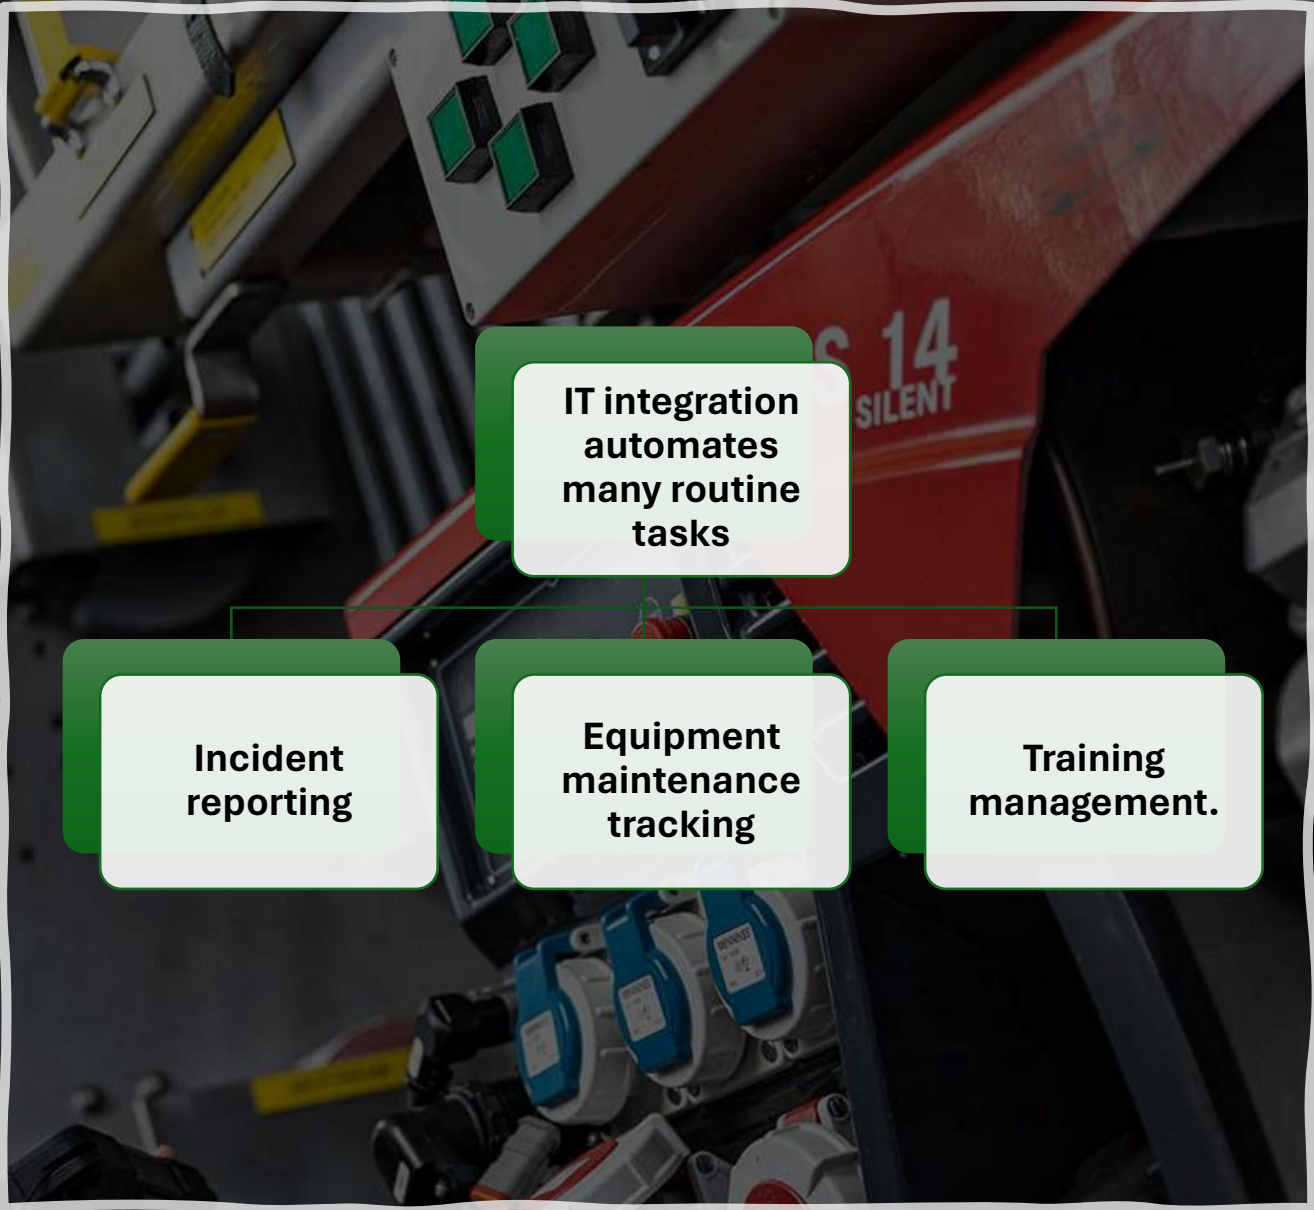 S 14
SILENT
IT integration
automates
many routine
tasks
Incident
reporting
Equipment
maintenance
tracking
Training
management.